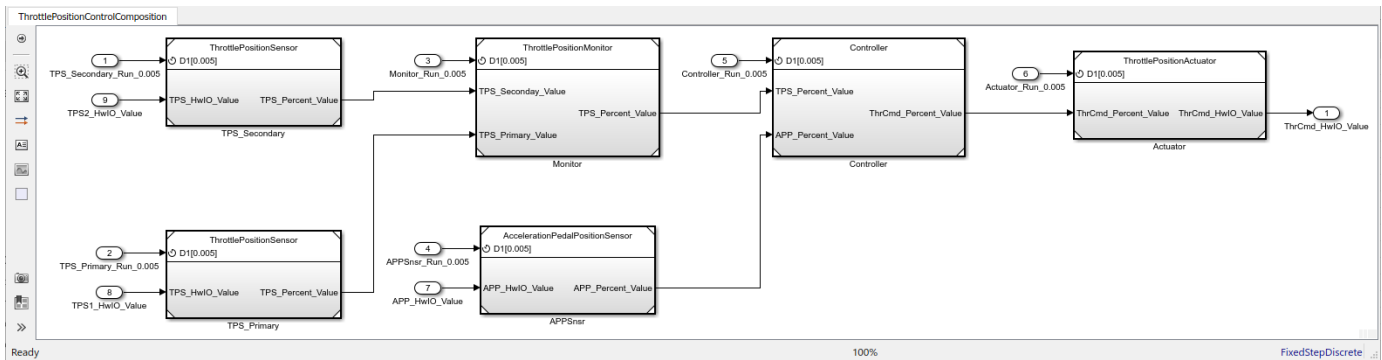 ThrottlePositionControlComposition
ThrottlePositionSensor
1
D1[0.005]
TPS_Secondary_Run_0.005
9
TPS_HwIO_Value TPS_Percent_Value
TPS2_HwIO_Value
TPS_Secondary
ThrottlePositionMonitor
3
D1[0.005]
Monitor_Run_0.005
TPS_Seconday_Value
TPS_Percent_Value
TPS_Primary_Value
Monitor
Controller
5
D1[0.005]
Controller_Run_0.005
TPS_Percent_Value
ThrCmd_Percent_Value
APP_Percent_Value
Controller
ThrottlePositionActuator
6
D1[0.005]
Actuator_Run_0.005
ThrCmd_Percent_Value ThrCmd_HwIO_Value
1
ThrCmd_HwIO_Value
Actuator
ThrottlePositionSensor
2
D1[0.005]
TPS_Primary_Run_0.005
8
TPS_HwIO_Value TPS_Percent_Value
TPS1_HwIO_Value
TPS_Primary
AccelerationPedalPositionSensor
4
D1[0.005]
APPSnsr_Run_0.005
7
APP_HwIO_Value APP_Percent_Value
APP_HwIO_Value
APPSnsr
Ready 100% FixedStepDiscrete